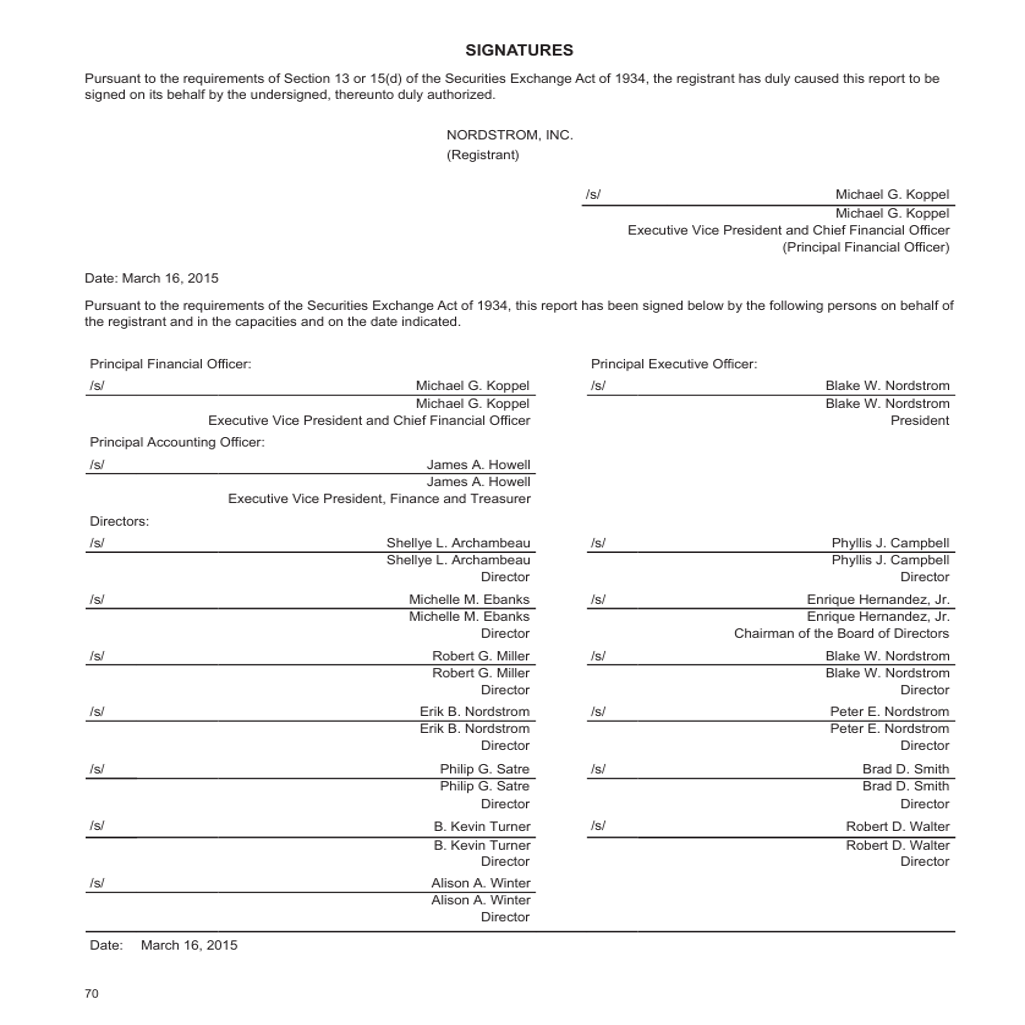 SIGNATURES
Pursuant to the requirements of Section 13 or 15(d) of the Securities Exchange Act of 1934, the registrant has duly caused this report to be
signed on its behalf by the undersigned, thereunto duly authorized.
NORDSTROM, INC.
(Registrant)
/s/ Michael G. Koppel
Michael G. Koppel
Executive Vice President and Chief Financial Officer
(Principal Financial Officer)
Date: March 16, 2015
Pursuant to the requirements of the Securities Exchange Act of 1934, this report has been signed below by the following persons on behalf of
the registrant and in the capacities and on the date indicated.
Principal Financial Officer: Principal Executive Officer:
/s/ Michael G. Koppel /s/ Blake W. Nordstrom
Michael G. Koppel Blake W. Nordstrom
Executive Vice President and Chief Financial Officer President
Principal Accounting Officer:
/s/ James A. Howell
James A. Howell
Executive Vice President, Finance and Treasurer
Directors:
/s/ Shellye L. Archambeau /s/ Phyllis J. Campbell
Shellye L. Archambeau Phyllis J. Campbell
Director Director
/s/ Michelle M. Ebanks /s/ Enrique Hernandez, Jr.
Michelle M. Ebanks Enrique Hernandez, Jr.
Director Chairman of the Board of Directors
/s/ Robert G. Miller /s/ Blake W. Nordstrom
Robert G. Miller Blake W. Nordstrom
Director Director
/s/ Erik B. Nordstrom /s/ Peter E. Nordstrom
Erik B. Nordstrom Peter E. Nordstrom
Director Director
/s/ Philip G. Satre /s/ Brad D. Smith
Philip G. Satre Brad D. Smith
Director Director
/s/ B. Kevin Turner /s/ Robert D. Walter
B. Kevin Turner Robert D. Walter
Director Director
/s/ Alison A. Winter
Alison A. Winter
Director
Date: March 16, 2015
70